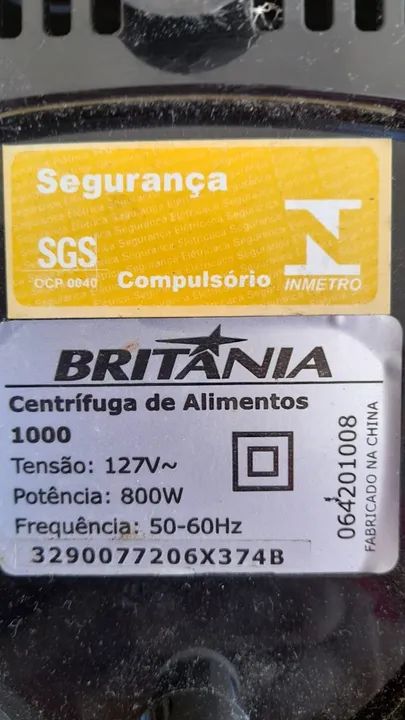 Segurança
SGS
OCP 0040
Compulsório
INMETRO
BRITÂNIA
Centrífuga de Alimentos
1000
Tensão: 127V~
Potência: 800W
Frequência: 50-60Hz
3290077206X374B
064201008
FABRICADO NA CHINA